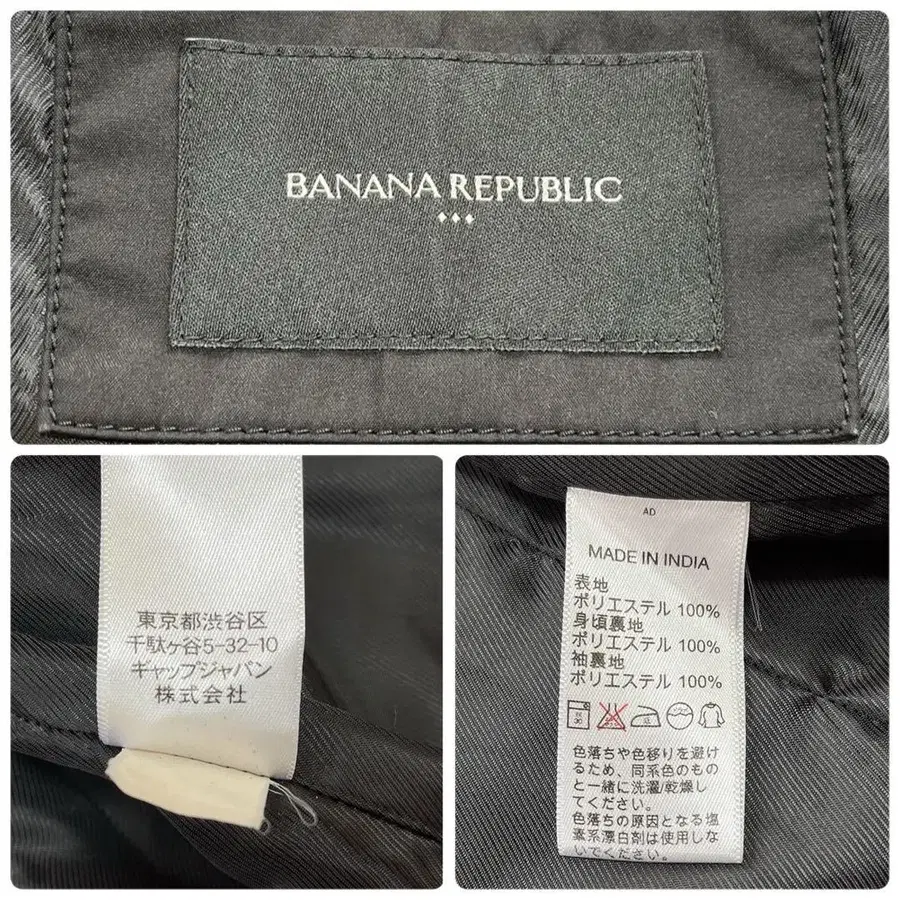 BANANA REPUBLIC
東京都渋谷区
千駄ヶ谷5-32-10
ギャップジャパン
株式会社
AD
MADE IN INDIA
表地
ポリエステル 100%
身頃裏地
ポリエステル 100%
袖裏地
ポリエステル 100%
色落ちや色移りを避け
るため、同系色のもの
と一緒に洗濯/乾燥し
てください。
色落ちの原因となる塩
素系漂白剤は使用しな
いでください。